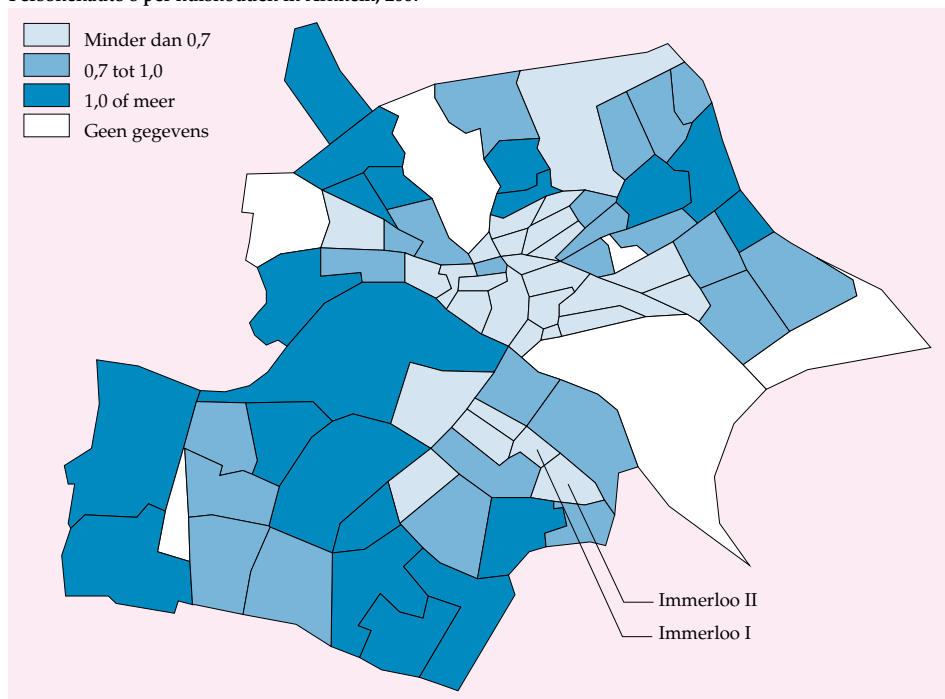 Minder dan 0,7
0,7 tot 1,0
1,0 of meer
Geen gegevens
Immerloo II
Immerloo I